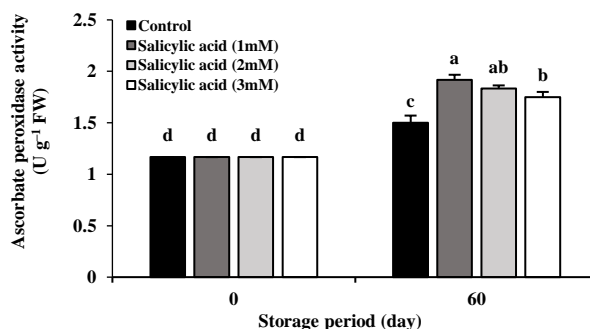 Ascorbate peroxidase activity
(U g⁻¹ FW)
2.5
2
1.5
1
0.5
0
Control
Salicylic acid (1mM)
Salicylic acid (2mM)
Salicylic acid (3mM)
d d d d
c a ab b
0 60
Storage period (day)